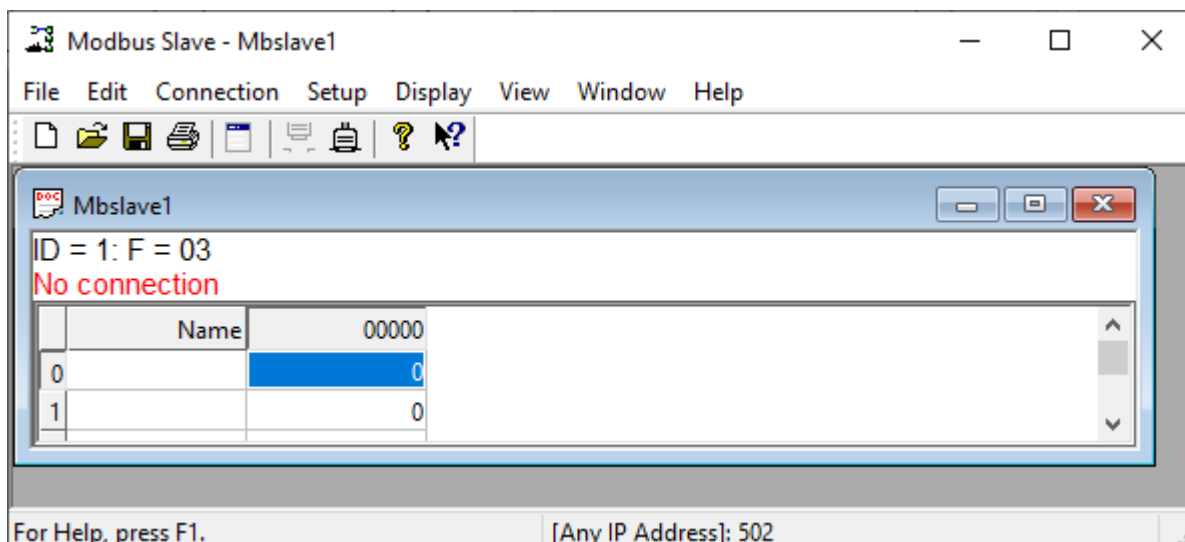 Modbus Slave - Mbslave1
File Edit Connection Setup Display View Window Help
DOC Mbslave1
ID = 1: F = 03
No connection
Name 00000
0 0
1 0
For Help, press F1. [Any IP Address]: 502